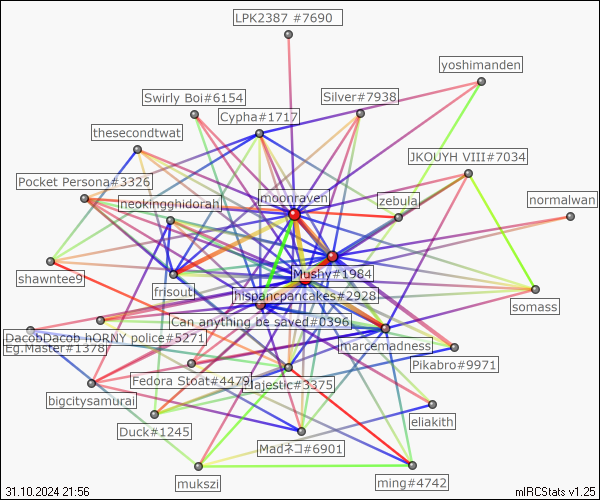 LPK2387 #7690
yoshimanden
Swirly Boi#6154
Silver#7938
Cypha#1717
thesecondtwat
JKOUYH VIII#7034
Pocket Persona#3326
moonraven
neokingghidorah
zebula
normalwan
Mushy#1984
shawntee9
frisout
hispancpancakes#2928
somass
Can anything be saved#0396
DacobDacob hORNY police#5271
marcenadness
Eg.Master#1378
Pikabro#9971
Fedora Stoat#4479
lajestic#3375
bigcitysamurai
eliakith
Duck#1245
Madネコ#6901
mukszi
ming#4742
31.10.2024 21:56
mIRCStats v1.25